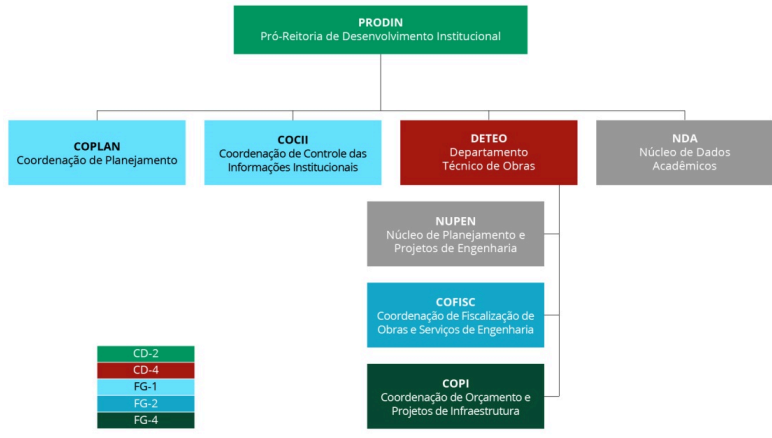 PRODIN
Pró-Reitoria de Desenvolvimento Institucional
COPLAN
Coordenação de Planejamento
COCII
Coordenação de Controle das
Informações Institucionais
DETEO
Departamento
Técnico de Obras
NDA
Núcleo de Dados
Acadêmicos
NUPEN
Núcleo de Planejamento e
Projetos de Engenharia
COFISC
Coordenação de Fiscalização de
Obras e Serviços de Engenharia
COPI
Coordenação de Orçamento e
Projetos de Infraestrutura
CD-2
CD-4
FG-1
FG-2
FG-4